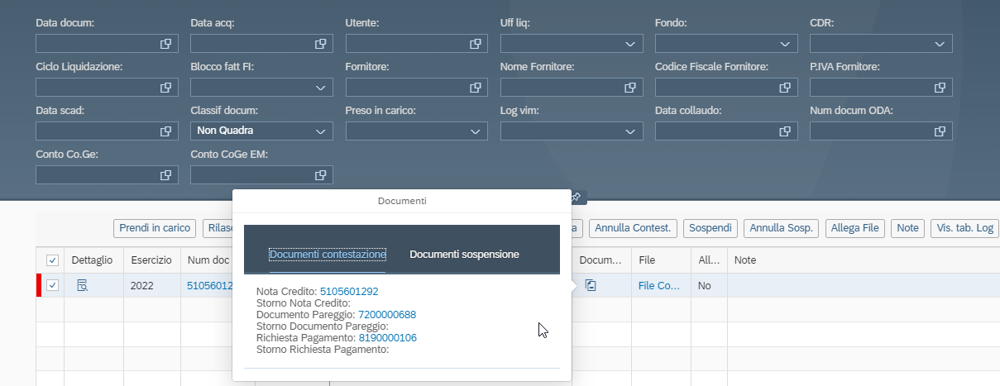 Data docum: Data acq: Utente: Uff liq: Fondo: CDR:
Ciclo Liquidazione: Blocco fatt FI: Fornitore: Nome Fornitore: Codice Fiscale Fornitore: P.IVA Fornitore:
Data scad: Classif docum: Preso in carico: Log vim: Data collaudo: Num docum ODA:
Non Quadra
Conto Co.Ge: Conto CoGe EM:
Documenti
Prendi in carico Rilasc a Annulla Contest. Sospendi Annulla Sosp. Allega File Note Vis. tab. Log
Documenti contestazione Documenti sospensione
Dettaglio Esercizio Num doc Docum... File All... Note
2022 51056012 File Co... No
Nota Credito: 5105601292
Storno Nota Credito:
Documento Pareggio: 7200000688
Storno Documento Pareggio:
Richiesta Pagamento: 8190000106
Storno Richiesta Pagamento: